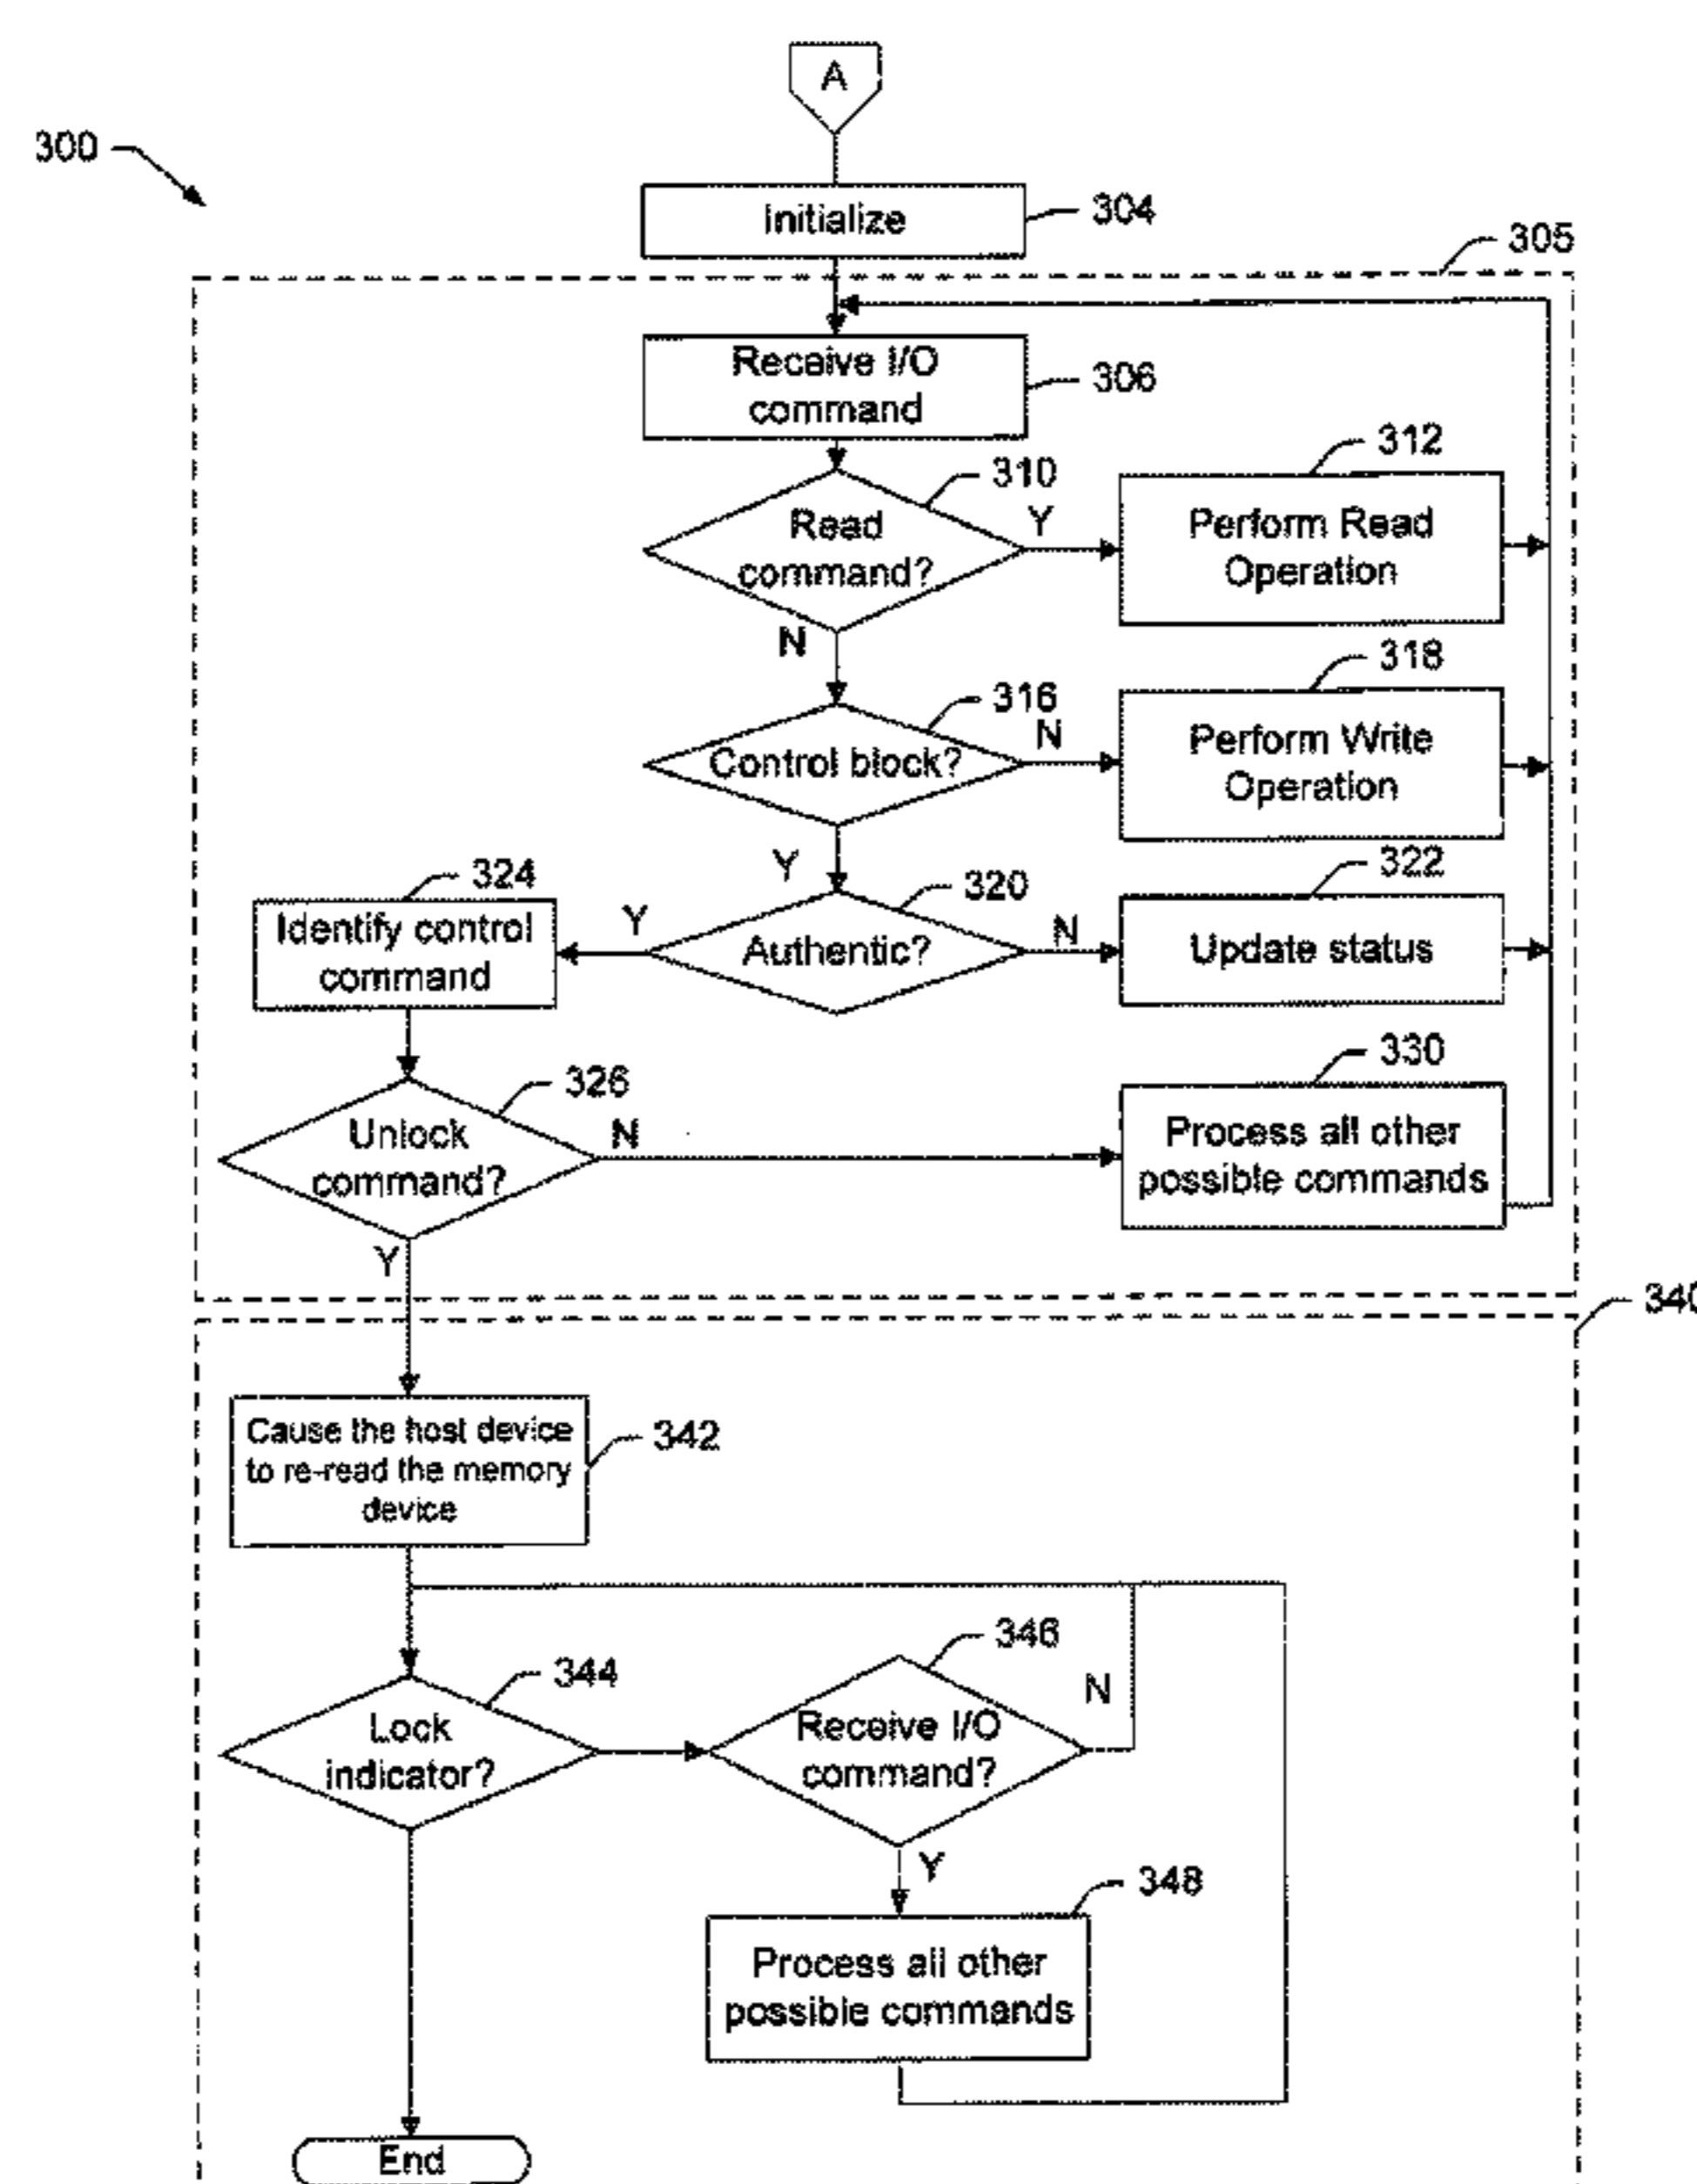 A
300
Initialize
304
305
Receive I/O
command
306
310
312
Read
command?
Y
Perform Read
Operation
N
316
318
Control block?
N
Perform Write
Operation
Y
324
320
322
Identify control
command
Y
Authentic?
N
Update status
326
330
Unlock
command?
N
Process all other
possible commands
Y
340
Cause the host device
to re-read the memory
device
342
344
346
Lock
indicator?
Receive I/O
command?
N
Y
348
Process all other
possible commands
End